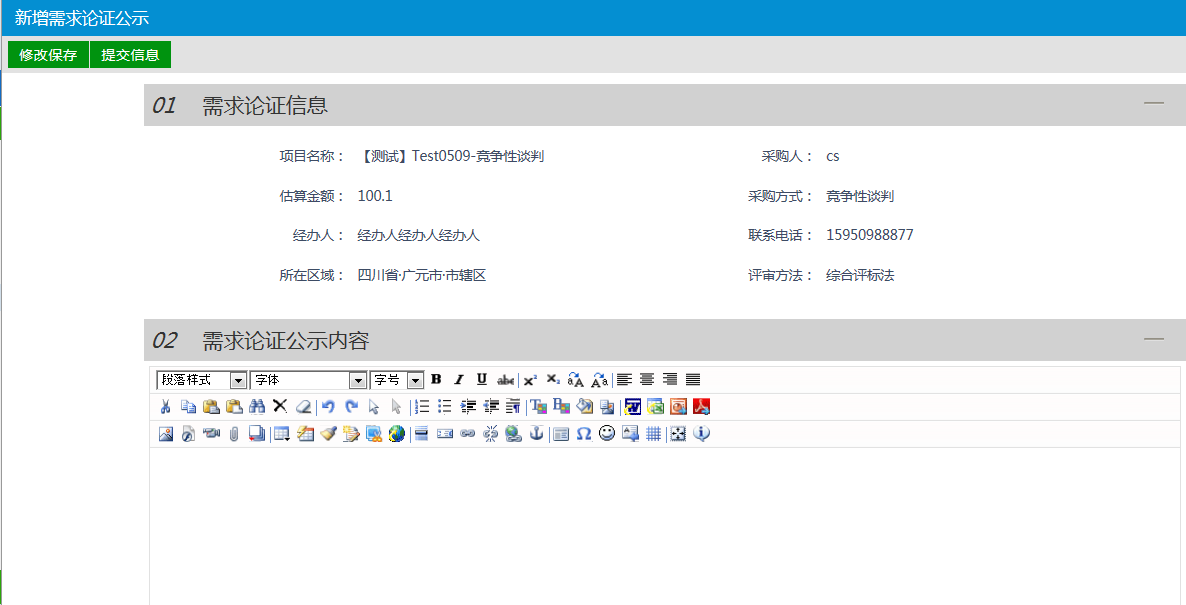 新增需求论证公示
修改保存 提交信息
01 需求论证信息
项目名称： 【测试】Test0509-竞争性谈判 采购人： cs
估算金额： 100.1 采购方式： 竞争性谈判
经办人： 经办人经办人经办人 联系电话： 15950988877
所在区域： 四川省·广元市·市辖区 评审方法： 综合评标法
02 需求论证公示内容
段落样式 字体 字号 B I U abc